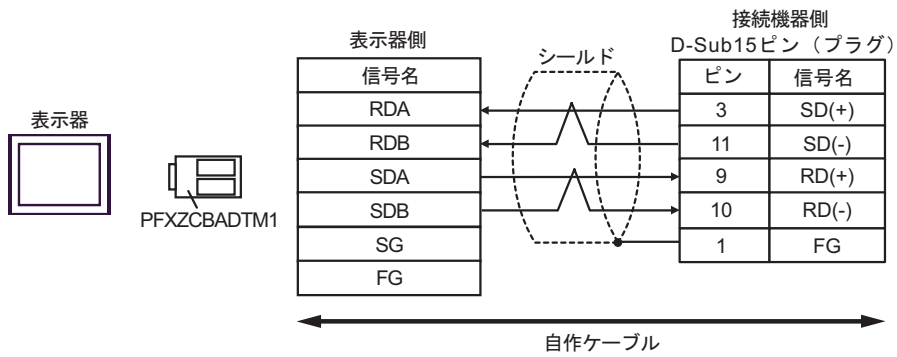 表示器
PFXZCBADTM1
表示器側
信号名
RDA
RDB
SDA
SDB
SG
FG
シールド
接続機器側
D-Sub15ピン（プラグ）
ピン 信号名
3 SD(+)
11 SD(-)
9 RD(+)
10 RD(-)
1 FG
自作ケーブル